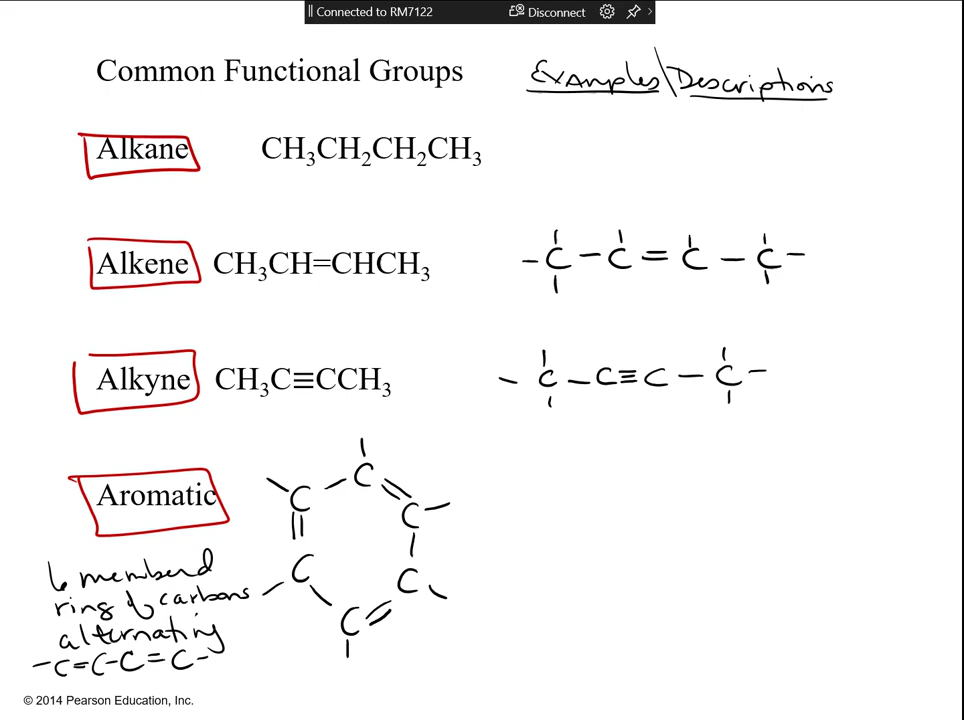 Connected to RM7122 Disconnect
Common Functional Groups
Examples\Descriptions
Alkane CH₃CH₂CH₂CH₃
Alkene CH₃CH=CHCH₃
-C-C=C-C-
Alkyne CH₃C≡CCH₃
-C-C≡C-C-
Aromatic
C
C
C
C
C
C
6 memberd
ring of carbons
alternating
-C=C-C=C-
© 2014 Pearson Education, Inc.